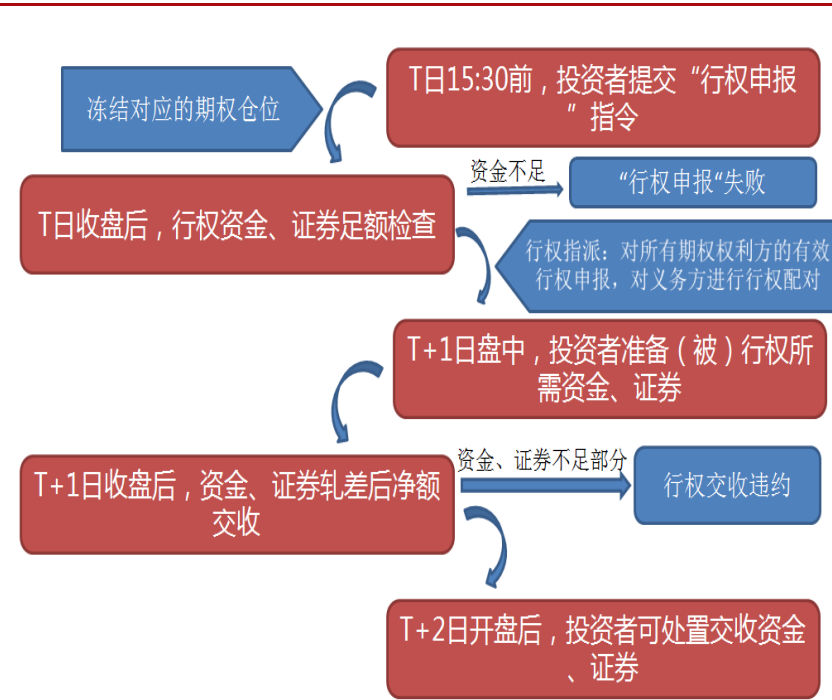 T日15:30前，投资者提交“行权申报
”指令
冻结对应的期权仓位
资金不足
“行权申报“失败
T日收盘后，行权资金、证券足额检查
行权指派：对所有期权权利方的有效
行权申报，对义务方进行行权配对
T+1日盘中，投资者准备（被）行权所
需资金、证券
资金、证券不足部分
T+1日收盘后，资金、证券轧差后净额
交收
行权交收违约
T+2日开盘后，投资者可处置交收资金
、证券